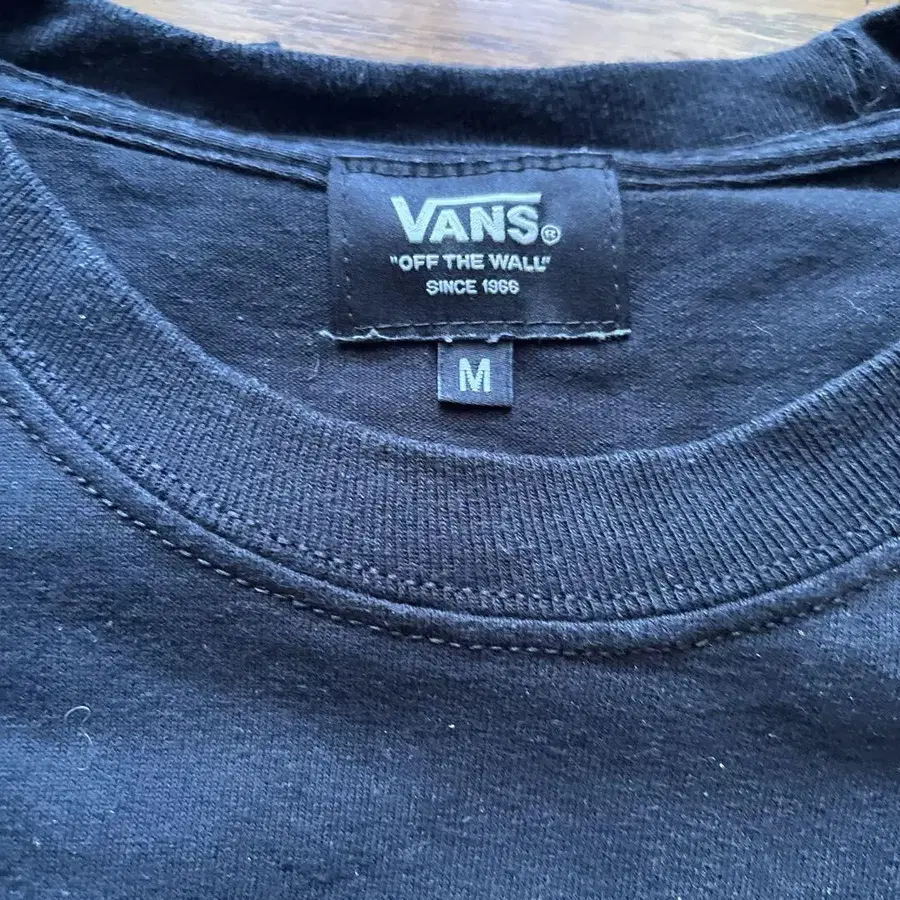 VANS®
"OFF THE WALL"
SINCE 1966
M